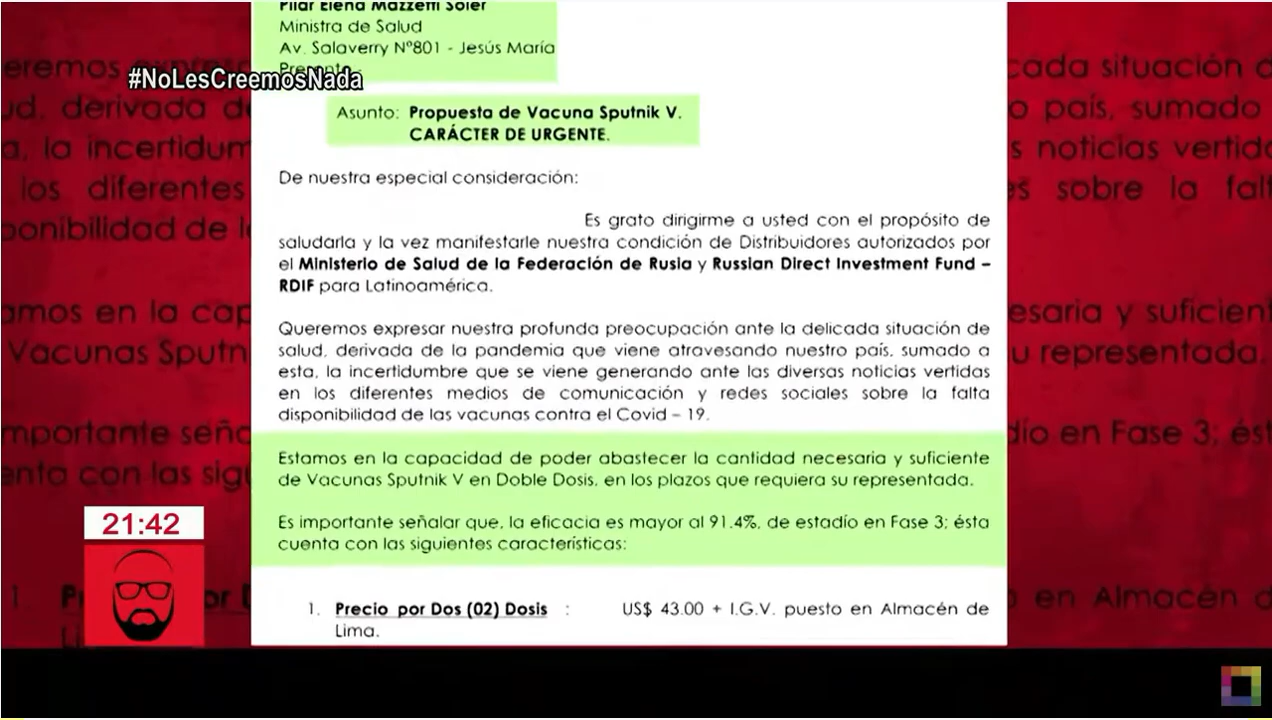 Pilar Elena Mazzetti Soler
Ministra de Salud
Av. Salaverry Nº801 - Jesús María
Presente.-
#NoLesCreemosNada
Asunto: Propuesta de Vacuna Sputnik V.
CARÁCTER DE URGENTE.
De nuestra especial consideración:
Es grato dirigirme a usted con el propósito de
saludarla y la vez manifestarle nuestra condición de Distribuidores autorizados por
el Ministerio de Salud de la Federación de Rusia y Russian Direct Investment Fund –
RDIF para Latinoamérica.
Queremos expresar nuestra profunda preocupación ante la delicada situación de
salud, derivada de la pandemia que viene atravesando nuestro país, sumado a
esta, la incertidumbre que se viene generando ante las diversas noticias vertidas
en los diferentes medios de comunicación y redes sociales sobre la falta
disponibilidad de las vacunas contra el Covid – 19.
Estamos en la capacidad de poder abastecer la cantidad necesaria y suficiente
de Vacunas Sputnik V en Doble Dosis, en los plazos que requiera su representada.
Es importante señalar que, la eficacia es mayor al 91.4%, de estadío en Fase 3; ésta
cuenta con las siguientes características:
1. Precio por Dos (02) Dosis : US$ 43.00 + I.G.V. puesto en Almacén de
Lima.
21:42